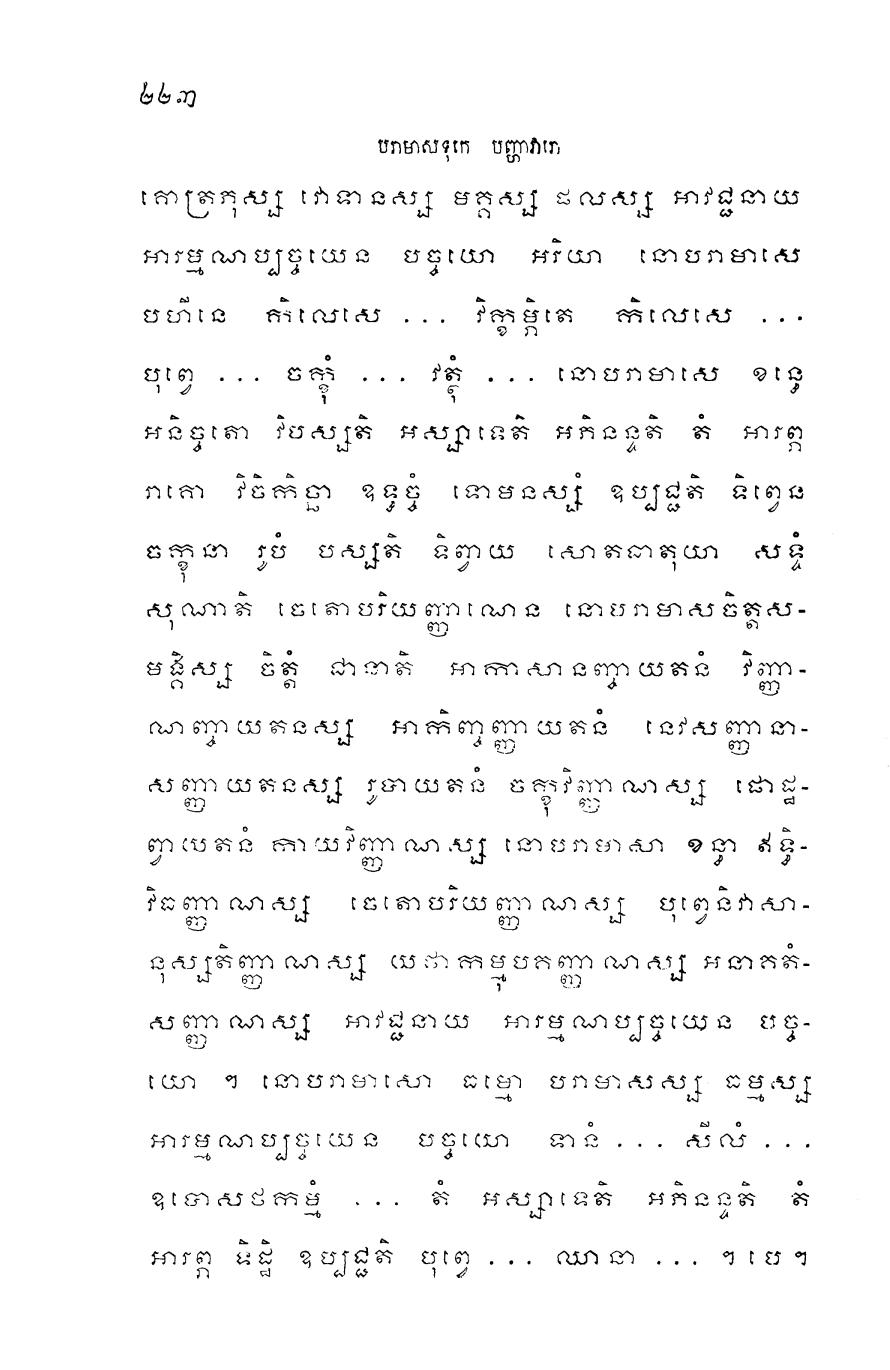 ២២៣
បរាមាសទុកេ បញ្ហាវារោ
គោត្រភុស្ស វោទានស្ស មគ្គស្ស ផលស្ស អាវជ្ជនាយ
អារម្មណប្បច្ចយេន បច្ចយោ អរិយា នោបរាមាសេ
បហីនេ កិលេសេ ... វិក្ខម្ភិតេ កិលេសេ ...
បុព្វេ ... ចក្ខុំ ... វត្ថុំ ... នោបរាមាសេ ខន្ធេ
អនិច្ចតោ វិបស្សតិ អស្សាទេតិ អភិនន្ទតិ តំ អារព្ភ
រាគោ វិចិកិច្ឆា ឧទ្ធច្ចំ ទោមនស្សំ ឧប្បជ្ជតិ ទិព្វេន
ចក្ខុនា រូបំ បស្សតិ ទិព្វាយ សោតធាតុយា សទ្ទំ
សុណាតិ ចេតោបរិយញ្ញាណេន នោបរាមាសចិត្តស-
មង្គិស្ស ចិត្តំ ជានាតិ អាកាសានញ្ចាយតនំ វិញ្ញា-
ណញ្ចាយតនស្ស អាកិញ្ចញ្ញាយតនំ នេវសញ្ញានា-
សញ្ញាយតនស្ស រូបាយតនំ ចក្ខុវិញ្ញាណស្ស ផោដ្ឋ-
ព្វាយតនំ កាយវិញ្ញាណស្ស នោបរាមាសា ខន្ធា ឥទ្ធិ-
វិធញ្ញាណស្ស ចេតោបរិយញ្ញាណស្ស បុព្វេនិវាសា-
នុស្សតិញ្ញាណស្ស យថាកម្មុបគញ្ញាណស្ស អនាគតំ-
សញ្ញាណស្ស អាវជ្ជនាយ អារម្មណប្បច្ចយេន បច្ច-
យោ ។ នោបរាមាសោ ធម្មោ បរាមាសស្ស ធម្មស្ស
អារម្មណប្បច្ចយេន បច្ចយោ ទានំ ... សីលំ ...
ឧបោសថកម្មំ ... តំ អស្សាទេតិ អភិនន្ទតិ តំ
អារព្ភ ទិដ្ឋិ ឧប្បជ្ជតិ បុព្វេ ... ឈានា ... ។ បេ ។